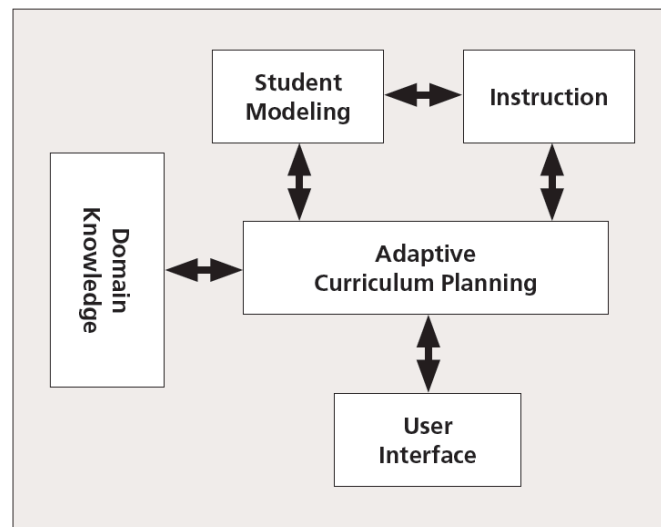 Student
Modeling
Instruction
Domain
Knowledge
Adaptive
Curriculum Planning
User
Interface